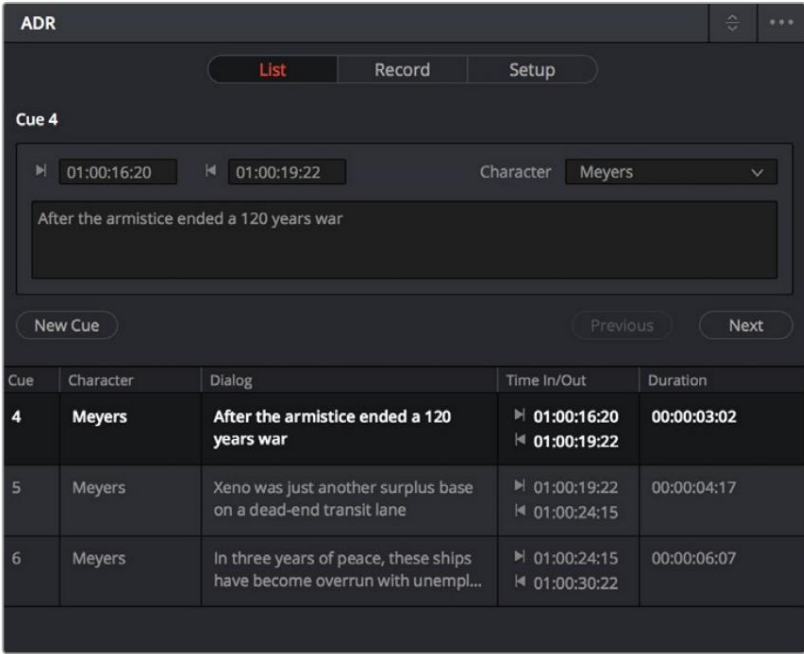 ADR
List Record Setup
Cue 4
01:00:16:20 01:00:19:22 Character Meyers
After the armistice ended a 120 years war
New Cue Previous Next
Cue Character Dialog Time In/Out Duration
4 Meyers After the armistice ended a 120 01:00:16:20 00:00:03:02
years war 01:00:19:22
5 Meyers Xeno was just another surplus base 01:00:19:22 00:00:04:17
on a dead-end transit lane 01:00:24:15
6 Meyers In three years of peace, these ships 01:00:24:15 00:00:06:07
have become overrun with unempl... 01:00:30:22